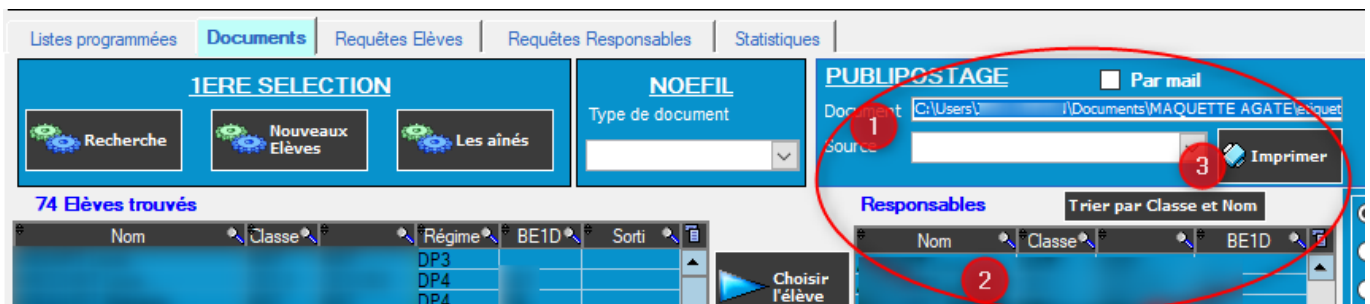 Listes programmées Documents Requêtes Elèves Requêtes Responsables Statistiques
1ERE SELECTION
Recherche
Nouveaux
Elèves
Les aînés
NOEFIL
Type de document
PUBLIPOSTAGE
Par mail
Document C:\Users\ \Documents\MAQUETTE AGATE\etiquet
1
Source
3
Imprimer
74 Elèves trouvés
Responsables
Trier par Classe et Nom
Nom Classe Régime BE1D Sorti
Nom Classe BE1D
DP3
DP4
DP4
Choisir
l'élève
2